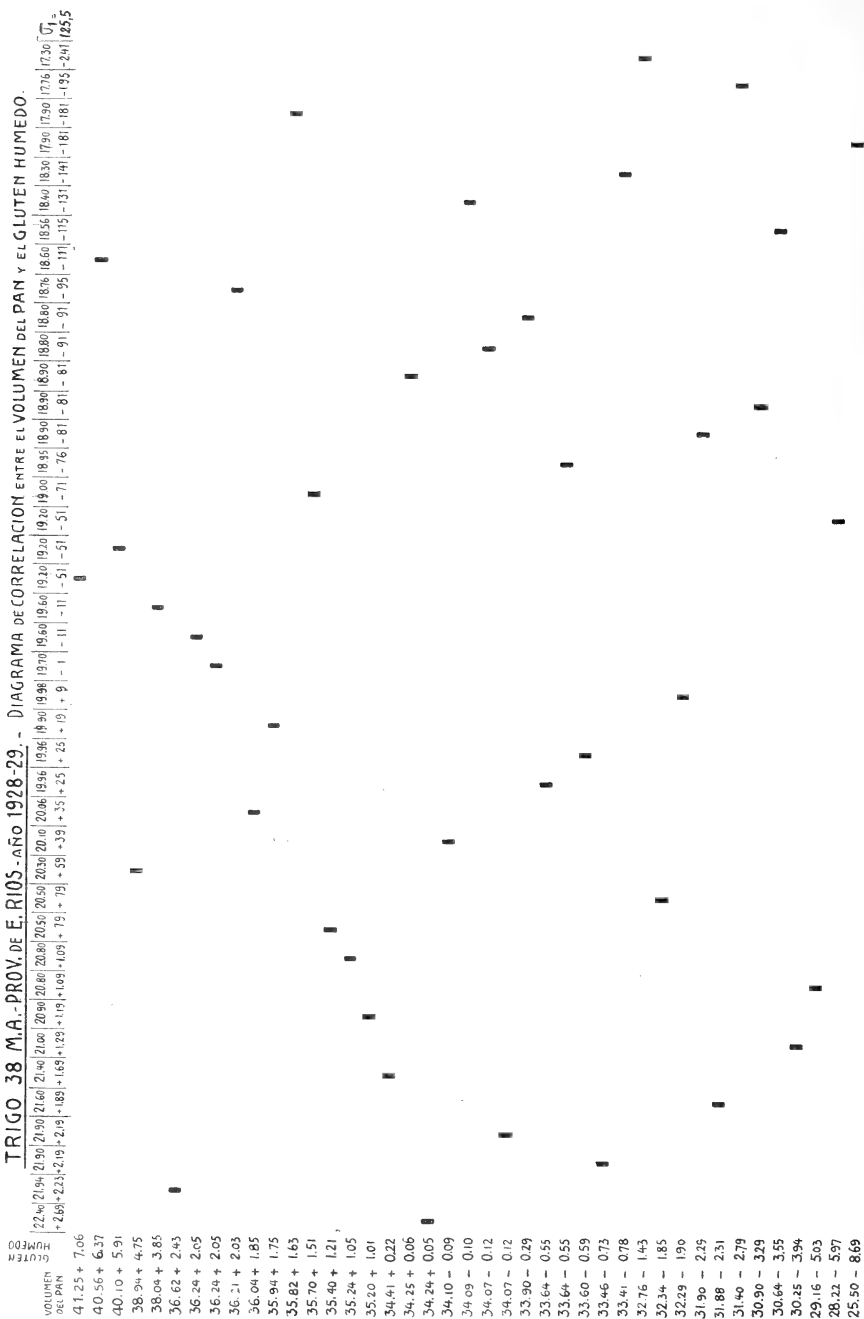 TRIGO 38 M.A.-PROV. DE E. RIOS.-AÑO 1928-29. - DIAGRAMA DE CORRELACION ENTRE EL VOLUMEN DEL PAN Y EL GLUTEN HUMEDO.
GLUTEN HUMEDO
22.40 21.94 21.90 21.90 21.60 21.40 21.00 20.90 20.80 20.80 20.50 20.50 20.30 20.10 20.06 19.96 19.96 19.90 19.98 19.70 19.60 19.60 19.20 19.20 19.20 19.00 18.95 18.90 18.90 18.90 18.80 18.80 18.76 18.60 18.56 18.40 18.30 17.90 17.90 17.76 17.30 σ1=
+2.69 +2.23 +2.19 +2.19 +1.89 +1.69 +1.29 +1.19 +1.09 +1.09 +79 +79 +59 +39 +35 +25 +25 +19 +9 -1 -11 -11 -51 -51 -51 -71 -76 -81 -81 -81 -91 -91 -95 -111 -115 -131 -141 -181 -181 -195 -241 125,5
VOLUMEN DEL PAN
41.25 + 7.06
40.56 + 6.37
40.10 + 5.91
38.94 + 4.75
38.04 + 3.85
36.62 + 2.43
36.24 + 2.05
36.24 + 2.05
36.21 + 2.03
36.04 + 1.85
35.94 + 1.75
35.82 + 1.63
35.70 + 1.51
35.40 + 1.21
35.24 + 1.05
35.20 + 1.01
34.41 + 0.22
34.25 + 0.06
34.24 + 0.05
34.10 - 0.09
34.09 - 0.10
34.07 - 0.12
34.07 - 0.12
33.90 - 0.29
33.64 - 0.55
33.64 - 0.55
33.60 - 0.59
33.46 - 0.73
33.41 - 0.78
32.76 - 1.43
32.34 - 1.85
32.29 - 1.90
31.90 - 2.29
31.88 - 2.31
31.40 - 2.79
30.90 - 3.29
30.64 - 3.55
30.25 - 3.94
29.16 - 5.03
28.22 - 5.97
25.50 - 8.69